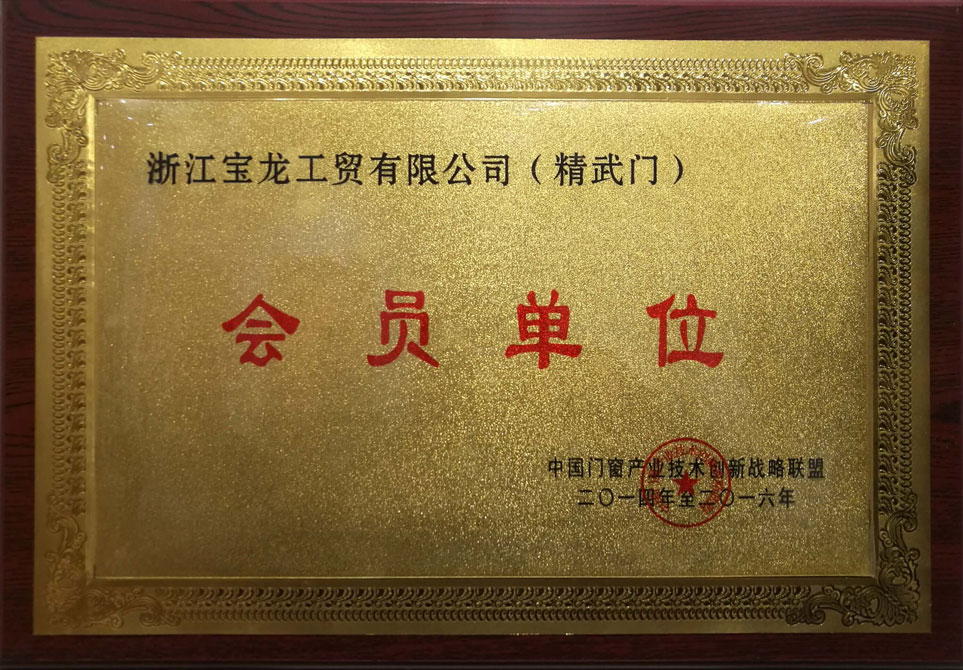 浙江宝龙工贸有限公司（精武门）
会员单位
中国门窗产业技术创新战略联盟
二〇一四年至二〇一六年